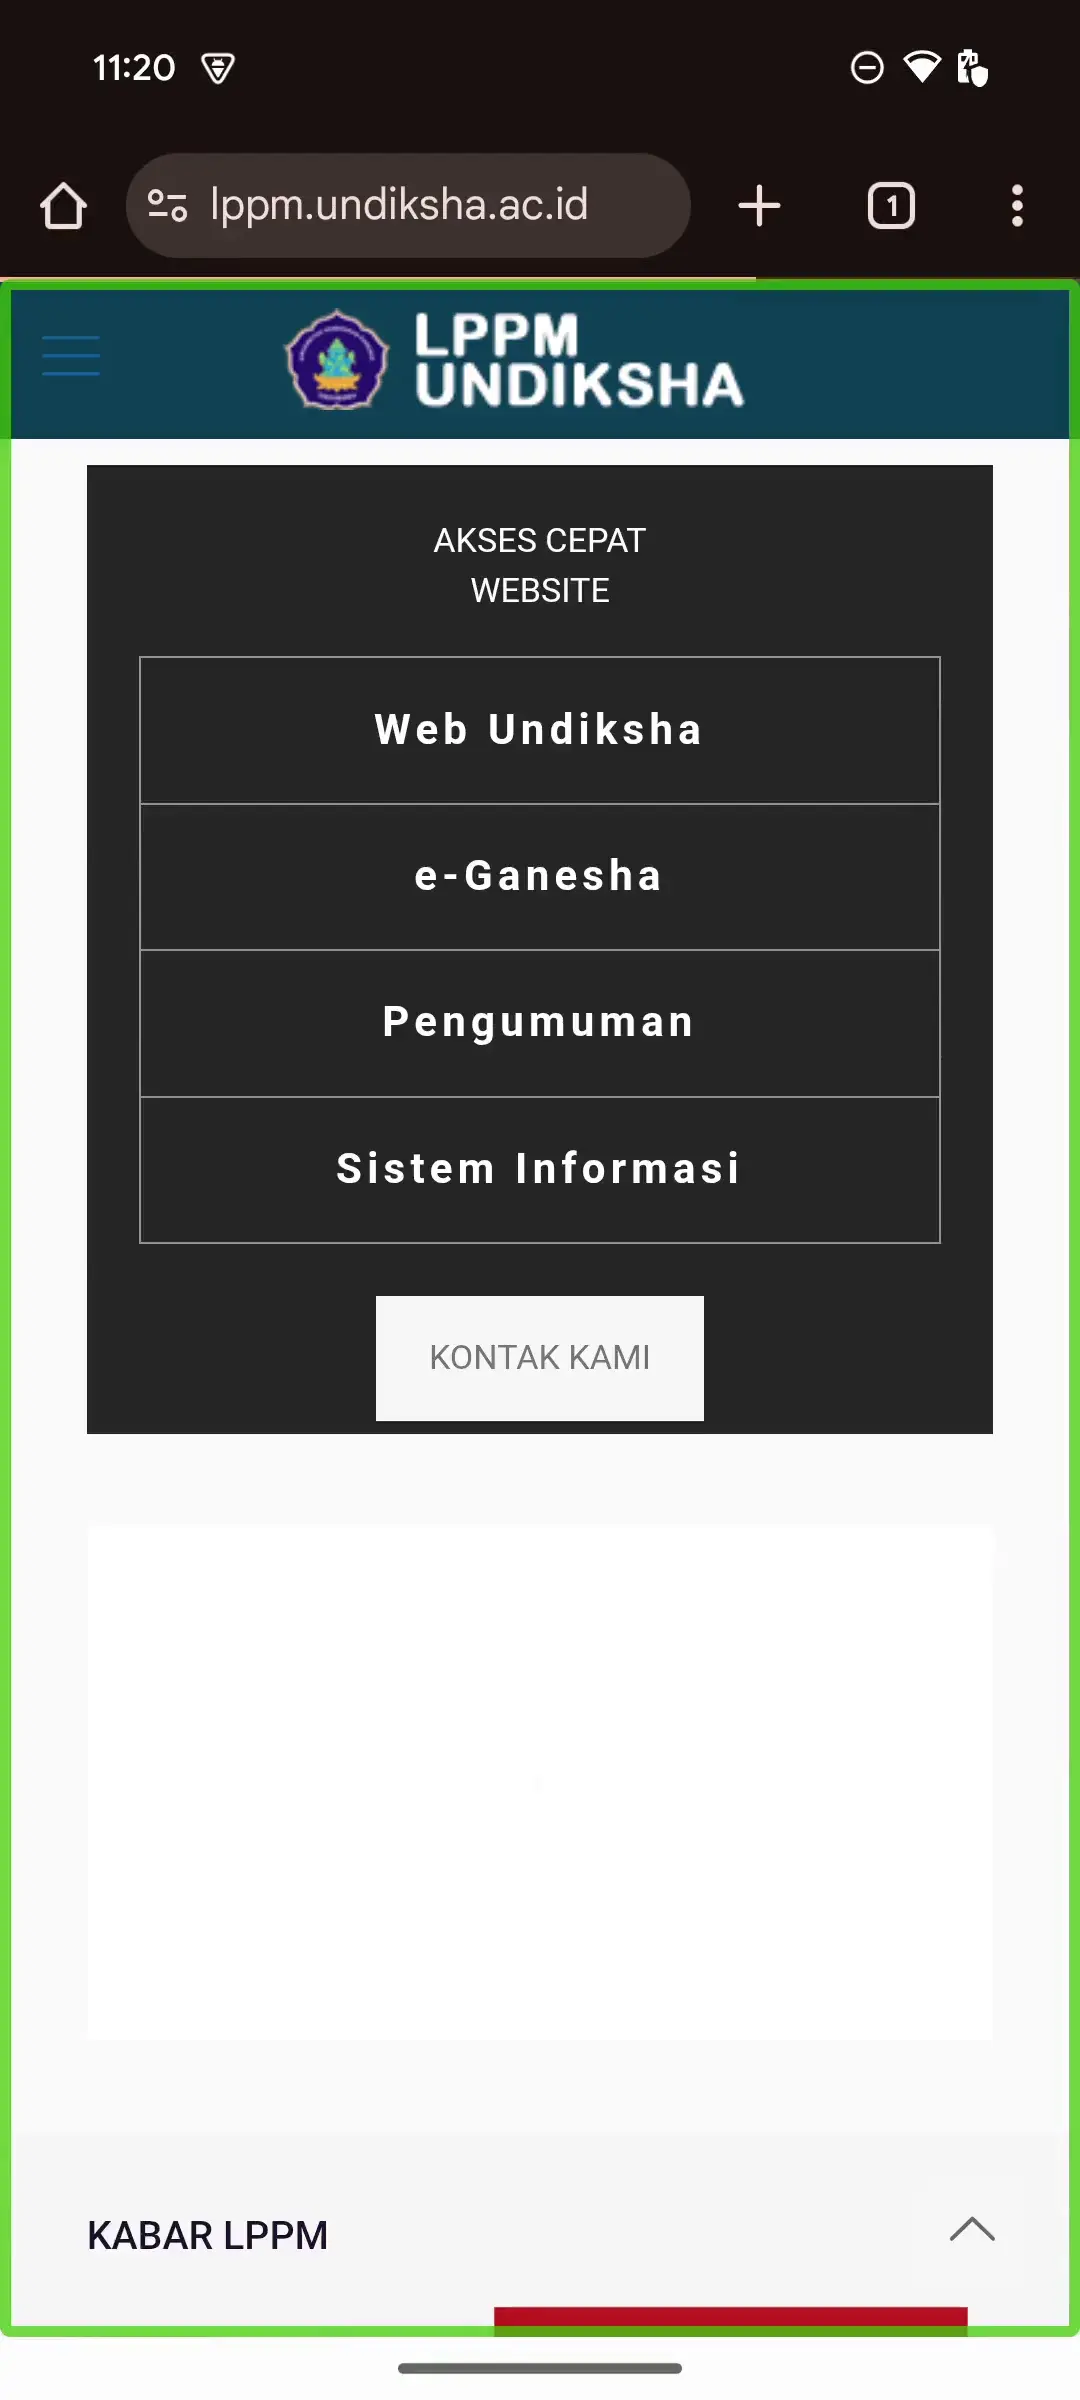 11:20
lppm.undiksha.ac.id
1
LPPM
UNDIKSHA
AKSES CEPAT
WEBSITE
Web Undiksha
e-Ganesha
Pengumuman
Sistem Informasi
KONTAK KAMI
KABAR LPPM